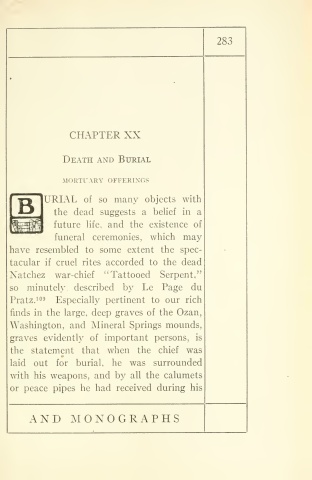 283
CHAPTER XX
DEATH AND BURIAL
MORTUARY OFFERINGS
BURIAL of so many objects with
the dead suggests a belief in a
future life, and the existence of
funeral ceremonies, which may
have resembled to some extent the spec-
tacular if cruel rites accorded to the dead
Natchez war-chief "Tattooed Serpent,"
so minutely described by Le Page du
Pratz.¹⁰³ Especially pertinent to our rich
finds in the large, deep graves of the Ozan,
Washington, and Mineral Springs mounds,
graves evidently of important persons, is
the statement that when the chief was
laid out for burial, he was surrounded
with his weapons, and by all the calumets
or peace pipes he had received during his
AND MONOGRAPHS